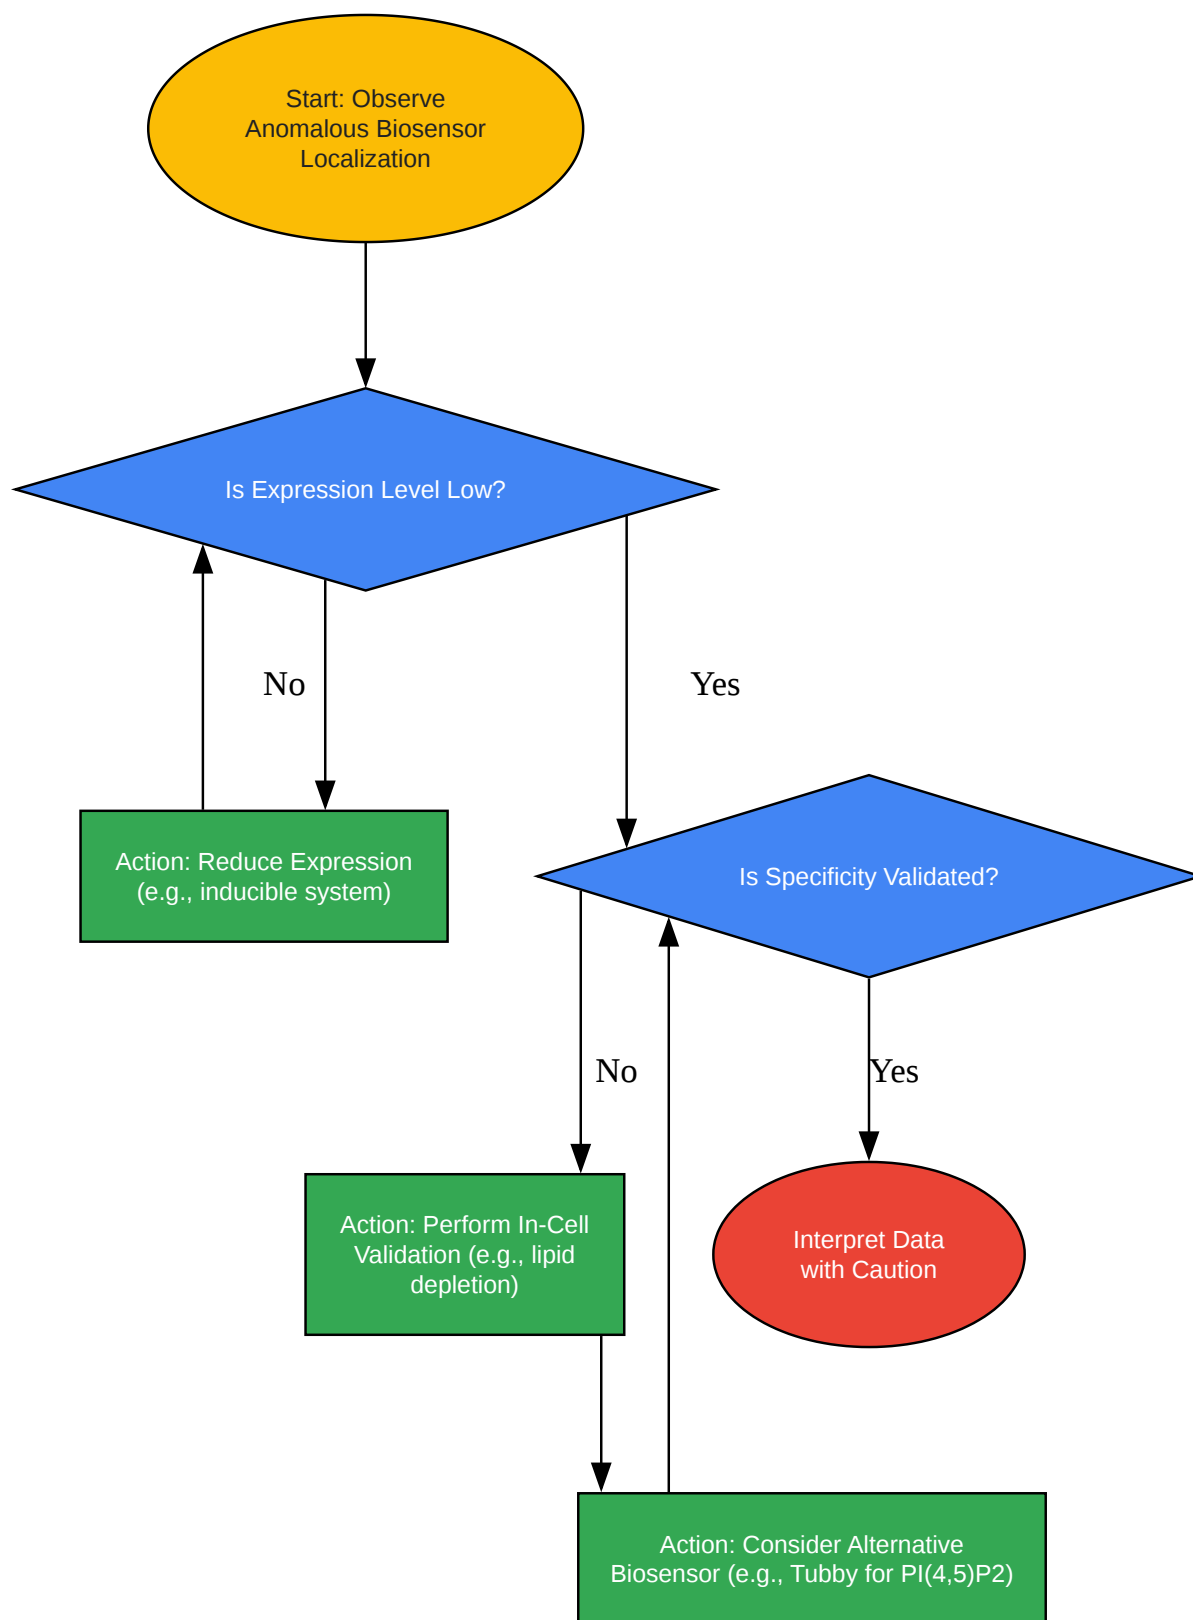 Start: Observe
Anomalous Biosensor
Localization
Is Expression Level Low?
No
Yes
Action: Reduce Expression
(e.g., inducible system)
Is Specificity Validated?
No
Yes
Action: Perform In-Cell
Validation (e.g., lipid
depletion)
Interpret Data
with Caution
Action: Consider Alternative
Biosensor (e.g., Tubby for PI(4,5)P2)